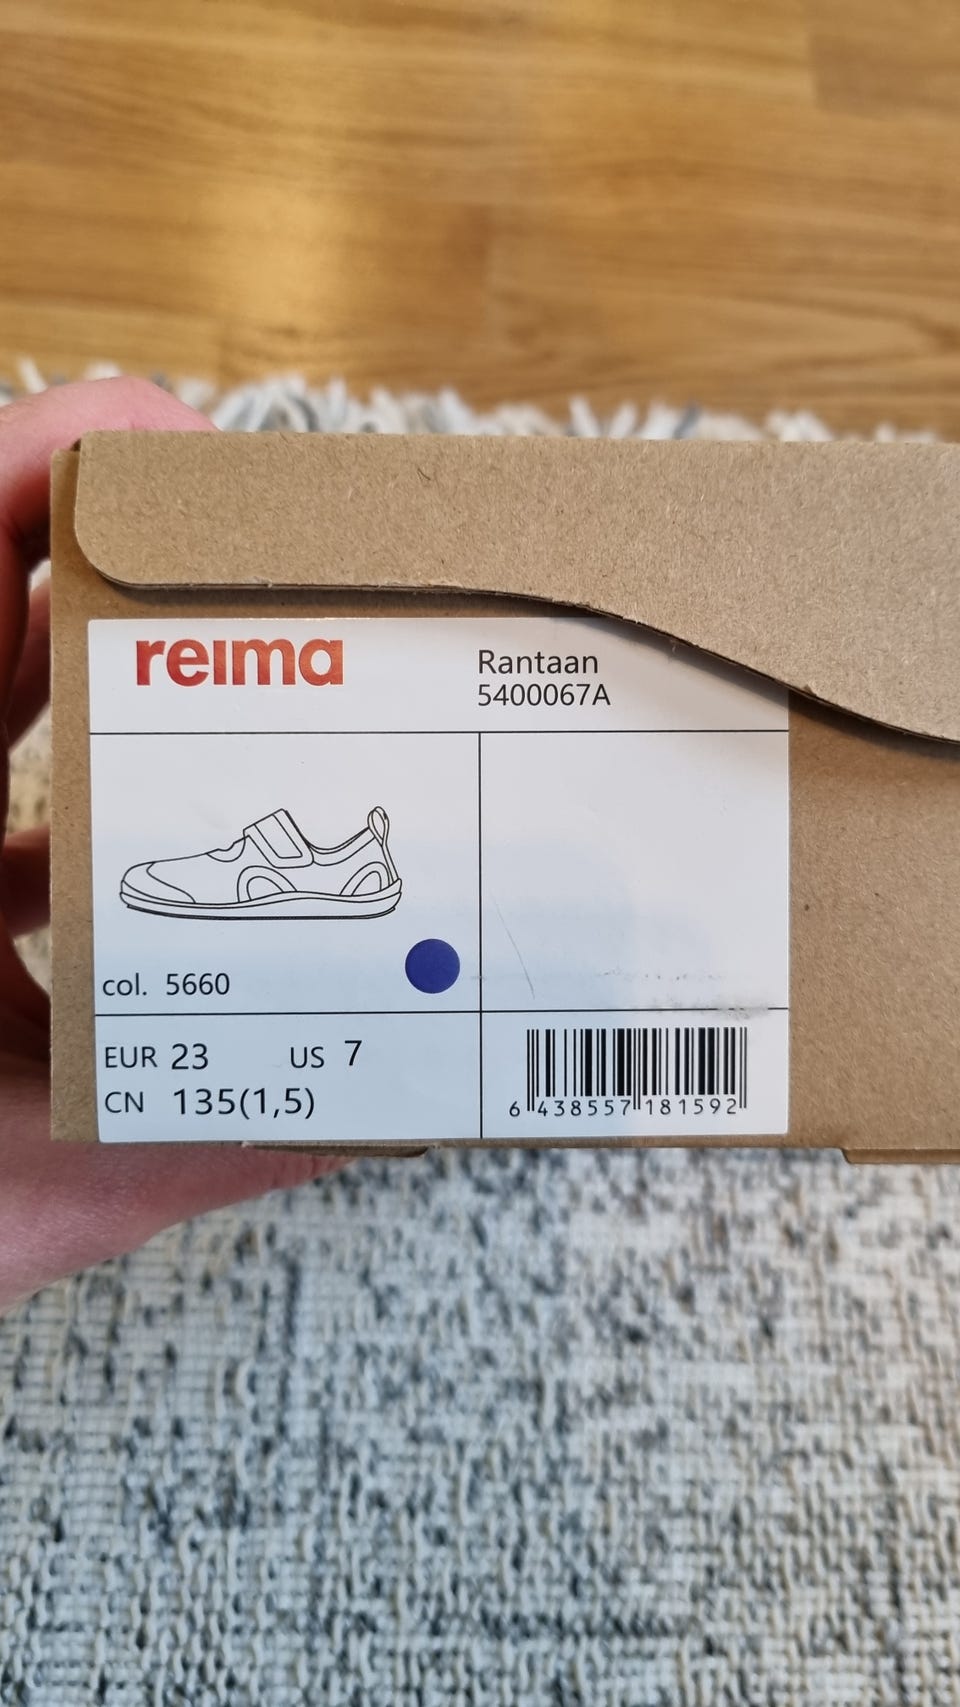 reima
Rantaan
5400067A
col. 5660
EUR 23 US 7
CN 135(1,5)
6 438557 181592